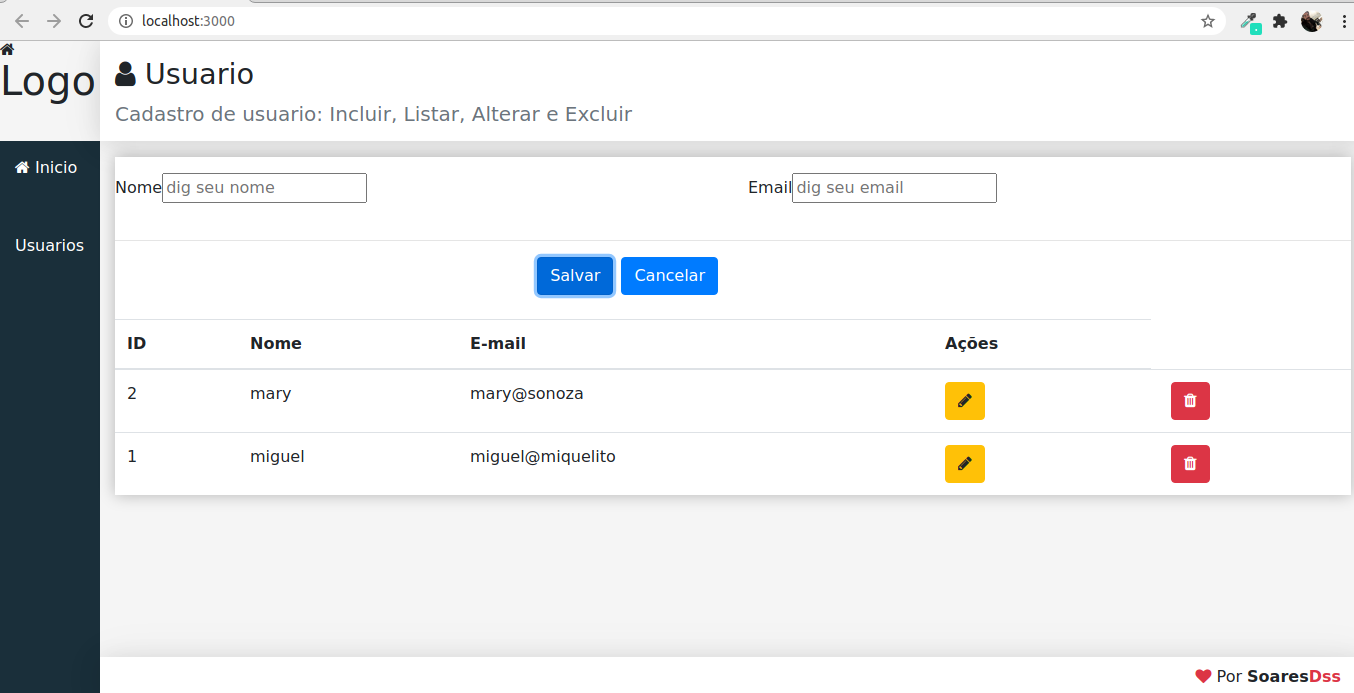 localhost:3000
Logo
Usuario
Cadastro de usuario: Incluir, Listar, Alterar e Excluir
Inicio
Usuarios
Nome dig seu nome Email dig seu email
Salvar Cancelar
ID Nome E-mail Ações
2 mary mary@sonoza
1 miguel miguel@miquelito
Por SoaresDss